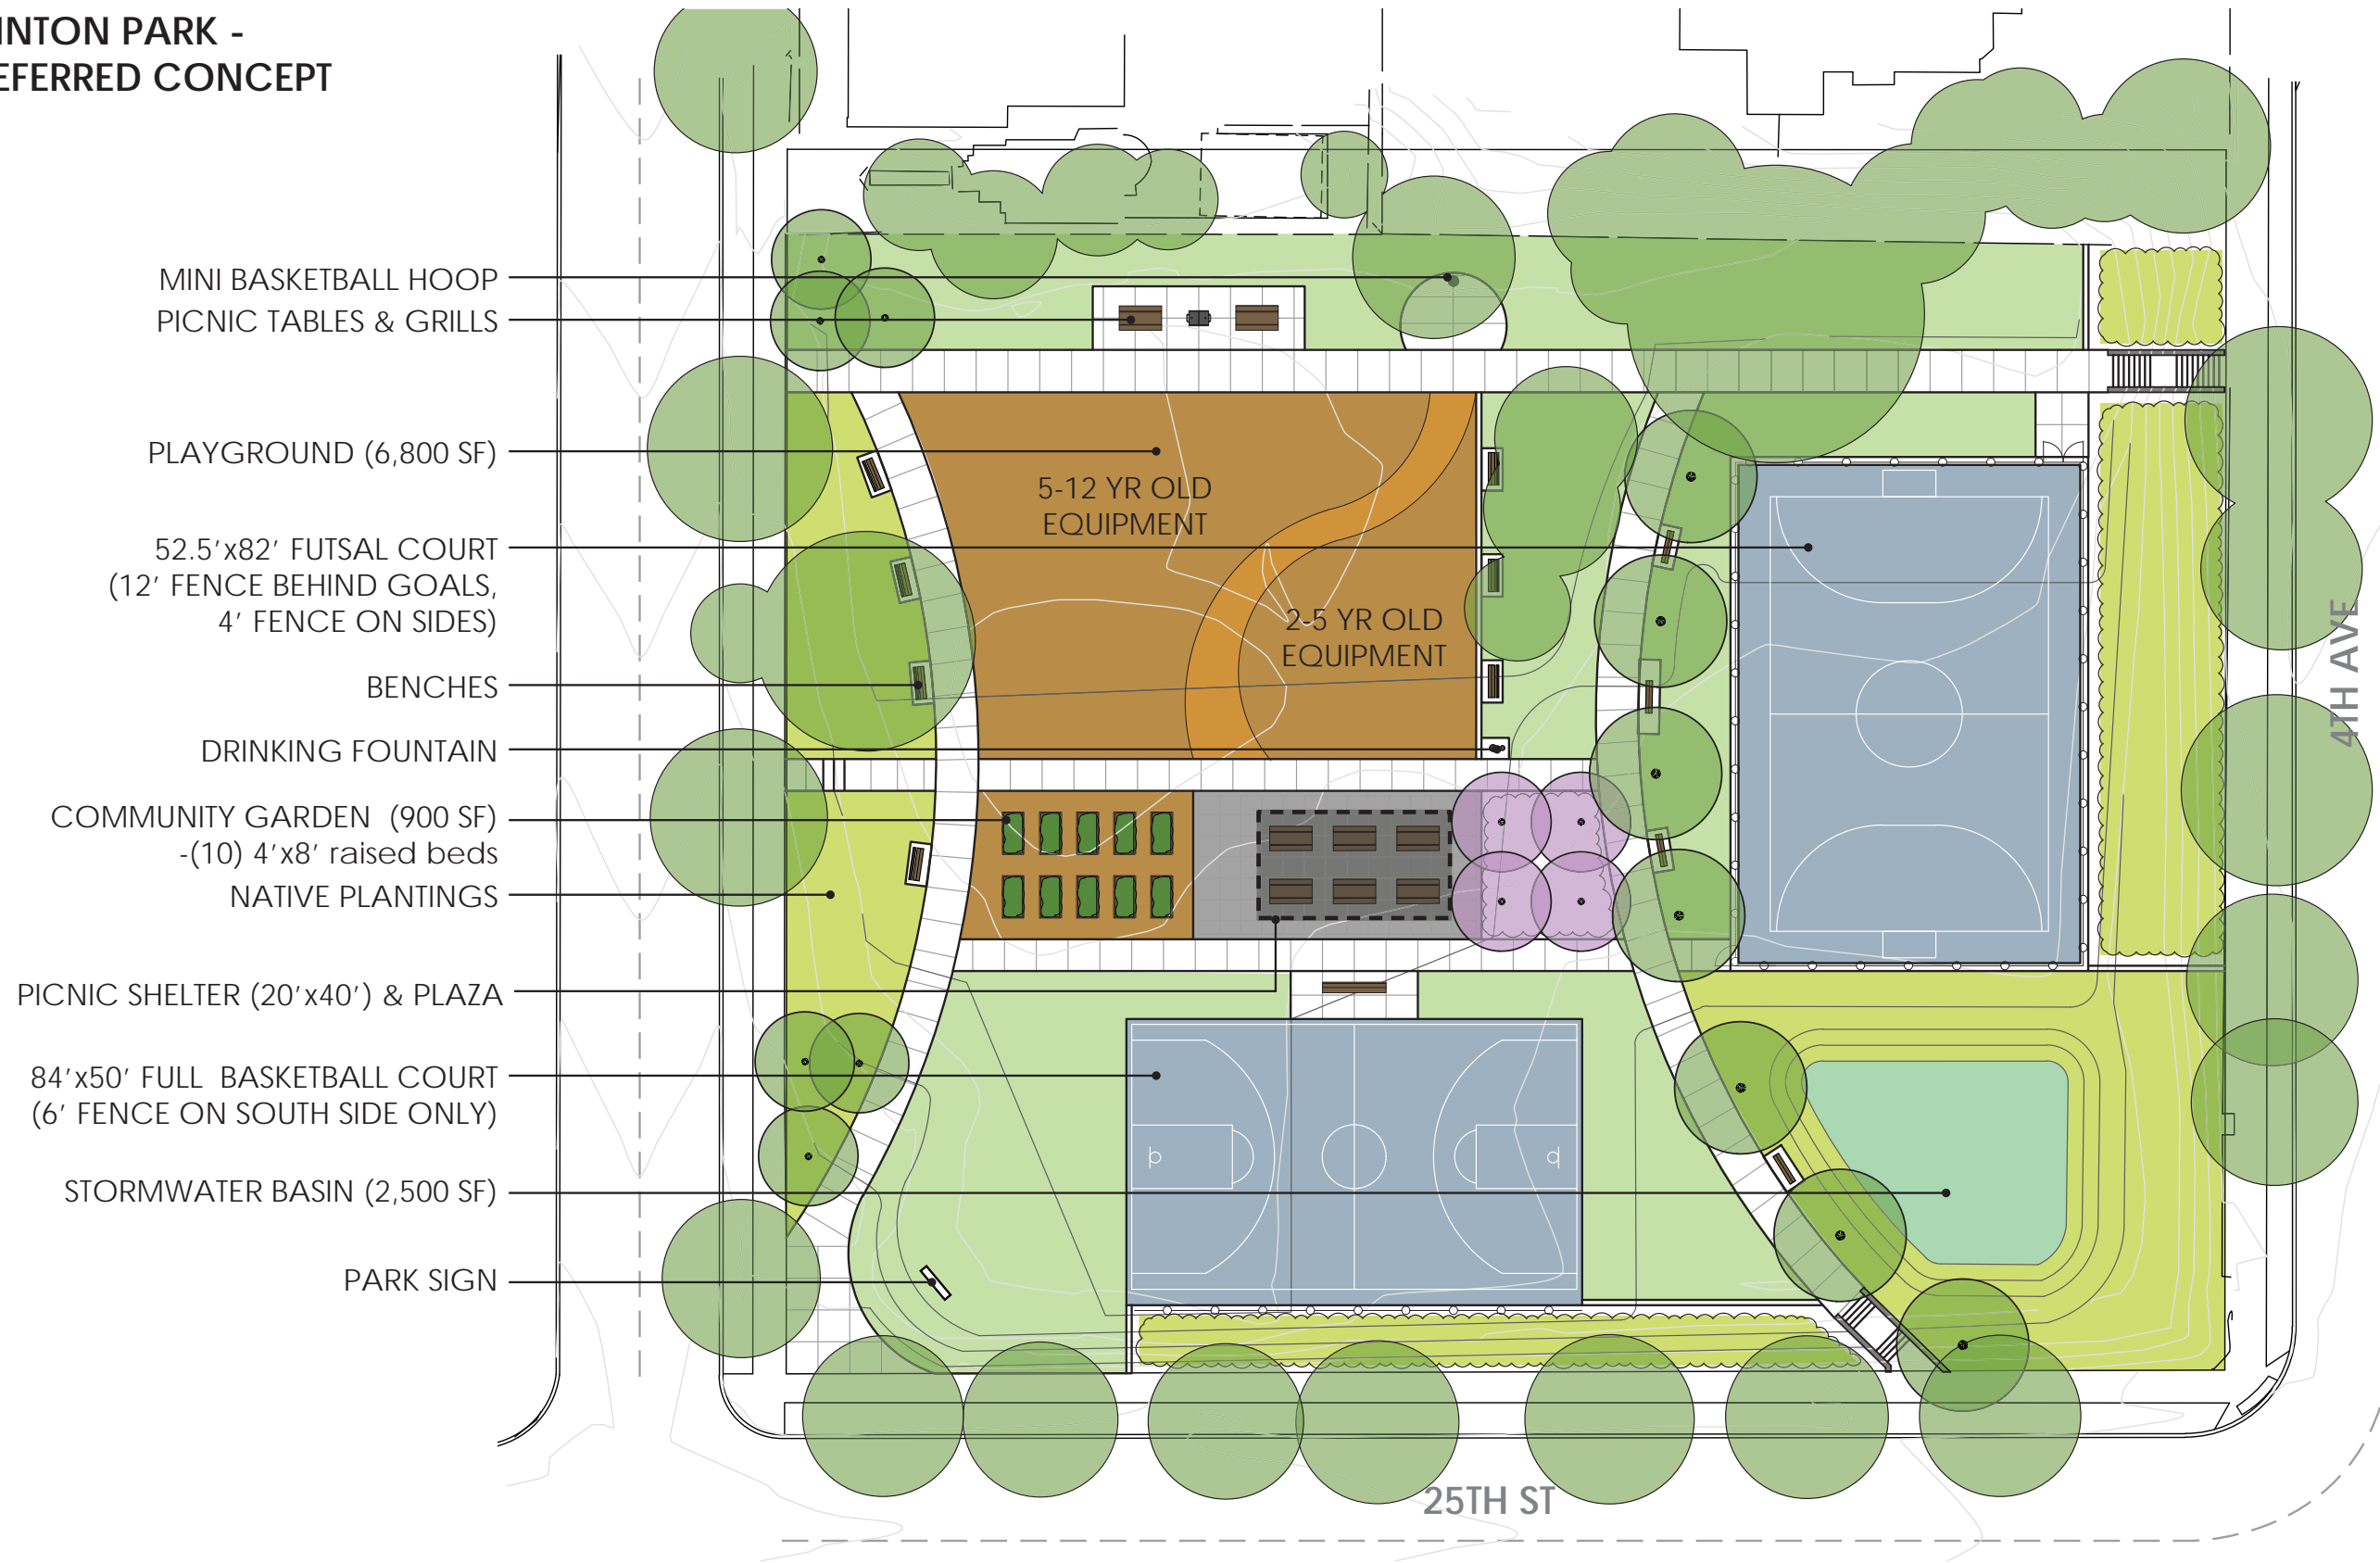 INTON PARK -
EFERRED CONCEPT
MINI BASKETBALL HOOP
PICNIC TABLES & GRILLS
PLAYGROUND (6,800 SF)
5-12 YR OLD
EQUIPMENT
52.5'x82' FUTSAL COURT
(12' FENCE BEHIND GOALS,
4' FENCE ON SIDES)
2-5 YR OLD
EQUIPMENT
BENCHES
4TH AVE
DRINKING FOUNTAIN
COMMUNITY GARDEN (900 SF)
-(10) 4'x8' raised beds
NATIVE PLANTINGS
PICNIC SHELTER (20'x40') & PLAZA
84'x50' FULL BASKETBALL COURT
(6' FENCE ON SOUTH SIDE ONLY)
STORMWATER BASIN (2,500 SF)
PARK SIGN
25TH ST